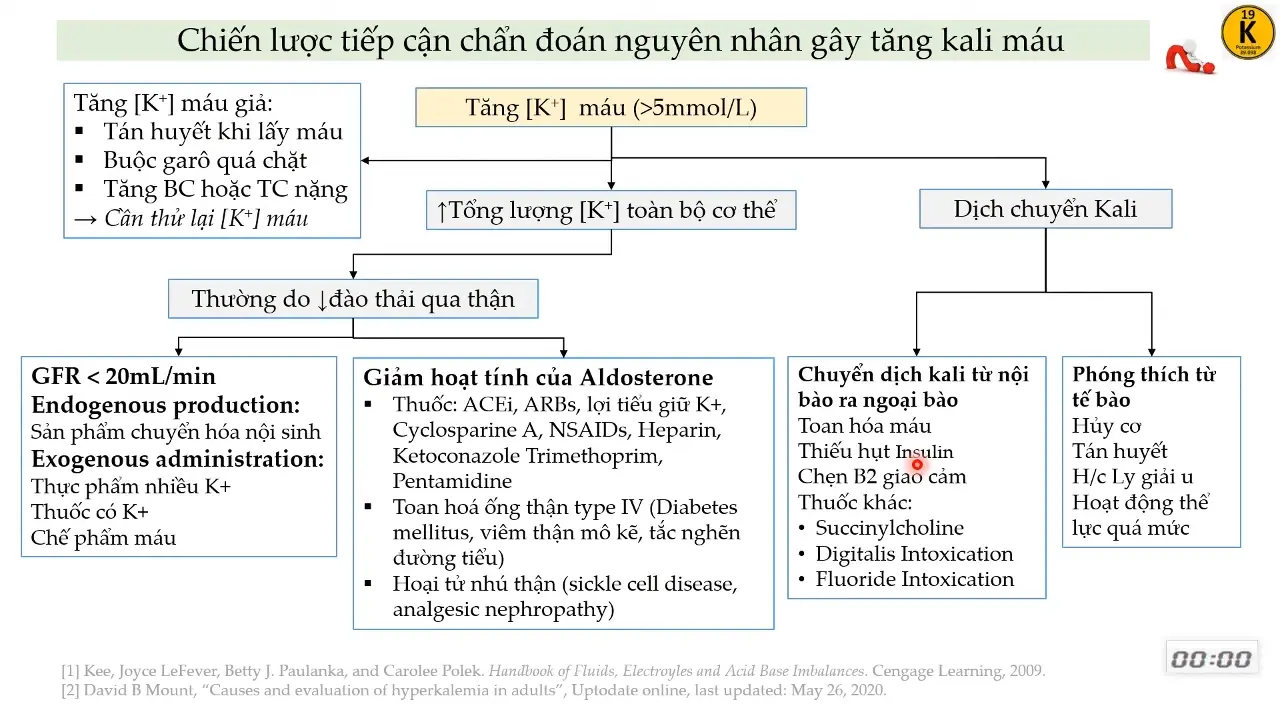 Chiến lược tiếp cận chẩn đoán nguyên nhân gây tăng kali máu
19
K
Potassium
39.098
Tăng [K⁺] máu giả:
▪ Tán huyết khi lấy máu
▪ Buộc garô quá chặt
▪ Tăng BC hoặc TC nặng
→ Cần thử lại [K⁺] máu
Tăng [K⁺] máu (>5mmol/L)
↑Tổng lượng [K⁺] toàn bộ cơ thể
Dịch chuyển Kali
Thường do ↓đào thải qua thận
GFR < 20mL/min
Endogenous production:
Sản phẩm chuyển hóa nội sinh
Exogenous administration:
Thực phẩm nhiều K+
Thuốc có K+
Chế phẩm máu
Giảm hoạt tính của Aldosterone
▪ Thuốc: ACEi, ARBs, lợi tiểu giữ K+,
Cyclosparine A, NSAIDs, Heparin,
Ketoconazole Trimethoprim,
Pentamidine
▪ Toan hoá ống thận type IV (Diabetes
mellitus, viêm thận mô kẽ, tắc nghẽn
đường tiểu)
▪ Hoại tử nhú thận (sickle cell disease,
analgesic nephropathy)
Chuyển dịch kali từ nội
bào ra ngoại bào
Toan hóa máu
Thiếu hụt Insulin
Chẹn B2 giao cảm
Thuốc khác:
• Succinylcholine
• Digitalis Intoxication
• Fluoride Intoxication
Phóng thích từ
tế bào
Hủy cơ
Tán huyết
H/c Ly giải u
Hoạt động thể
lực quá mức
[1] Kee, Joyce LeFever, Betty J. Paulanka, and Carolee Polek. Handbook of Fluids, Electroyles and Acid Base Imbalances. Cengage Learning, 2009.
[2] David B Mount, “Causes and evaluation of hyperkalemia in adults”, Uptodate online, last updated: May 26, 2020.
00:00